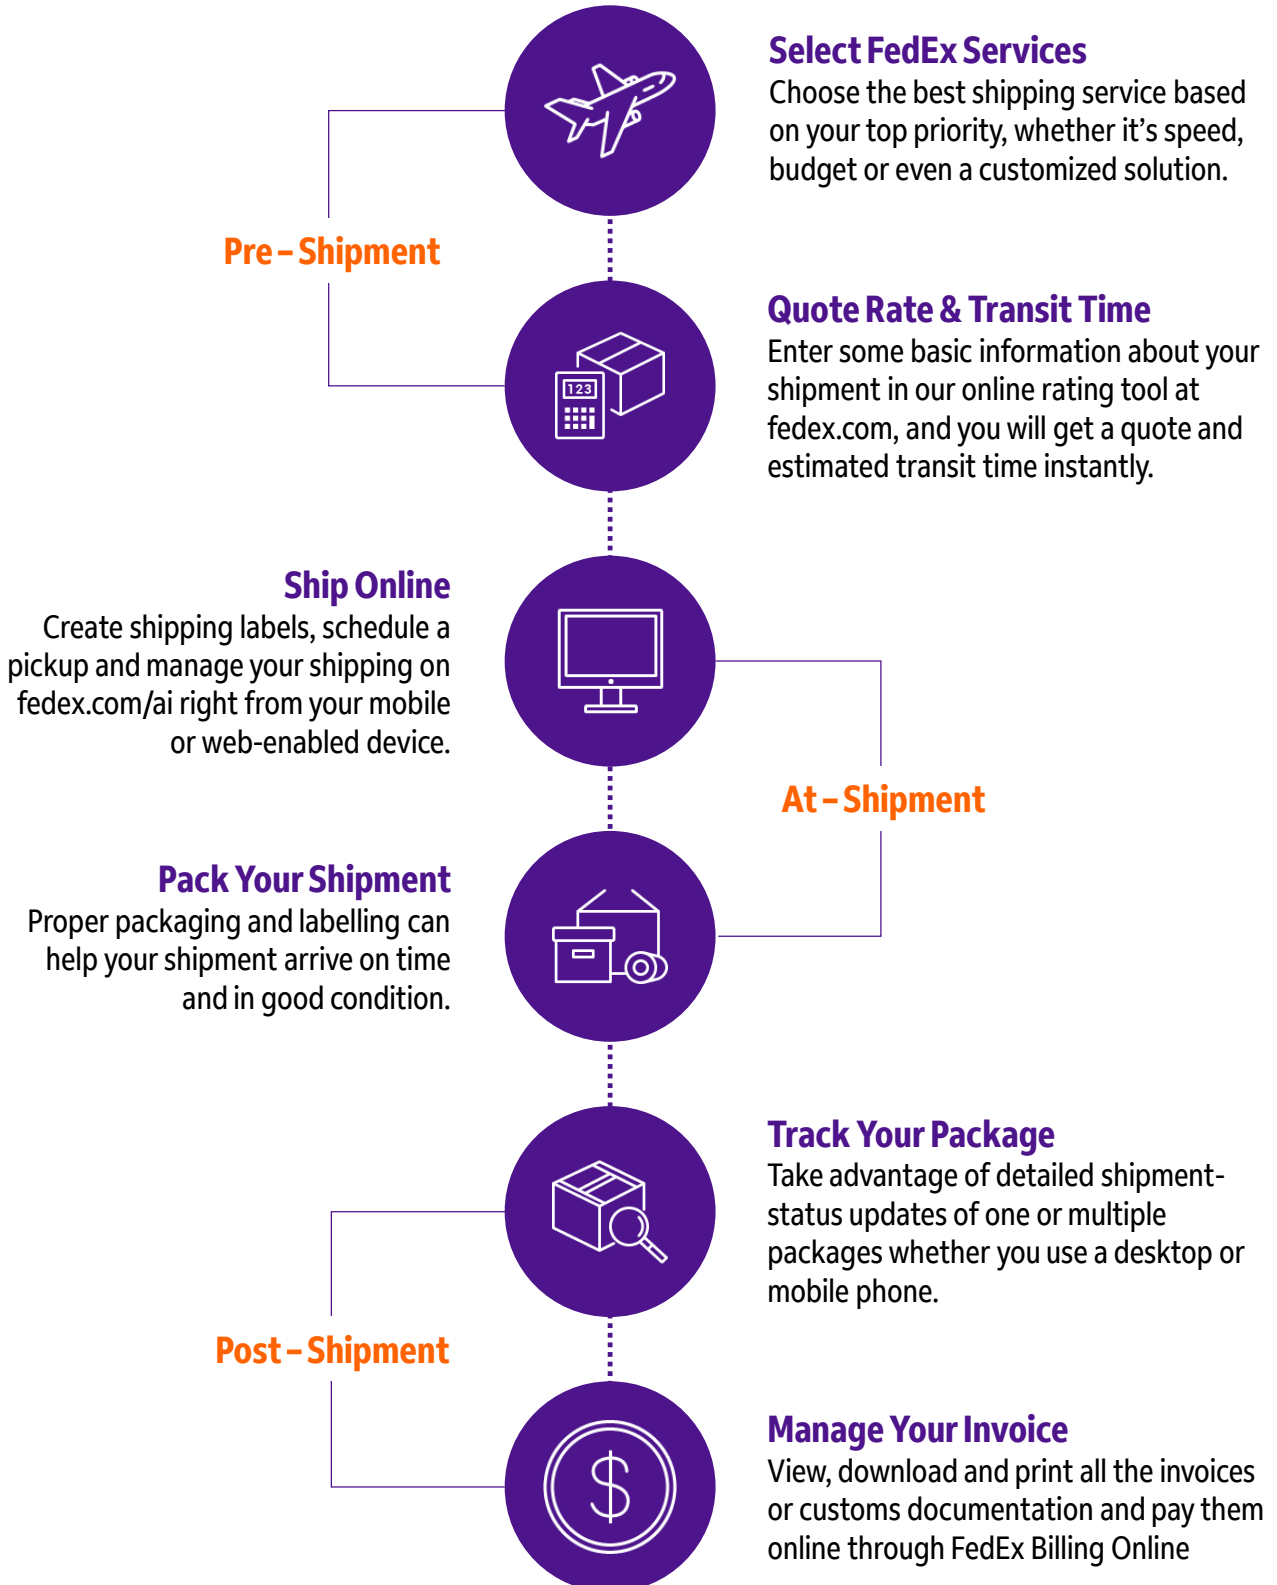 Select FedEx Services
Choose the best shipping service based
on your top priority, whether it’s speed,
budget or even a customized solution.
Pre – Shipment
Quote Rate & Transit Time
Enter some basic information about your
shipment in our online rating tool at
fedex.com, and you will get a quote and
estimated transit time instantly.
123
Ship Online
Create shipping labels, schedule a
pickup and manage your shipping on
fedex.com/ai right from your mobile
or web-enabled device.
At – Shipment
Pack Your Shipment
Proper packaging and labelling can
help your shipment arrive on time
and in good condition.
Track Your Package
Take advantage of detailed shipment-
status updates of one or multiple
packages whether you use a desktop or
mobile phone.
Post – Shipment
Manage Your Invoice
View, download and print all the invoices
or customs documentation and pay them
online through FedEx Billing Online
$